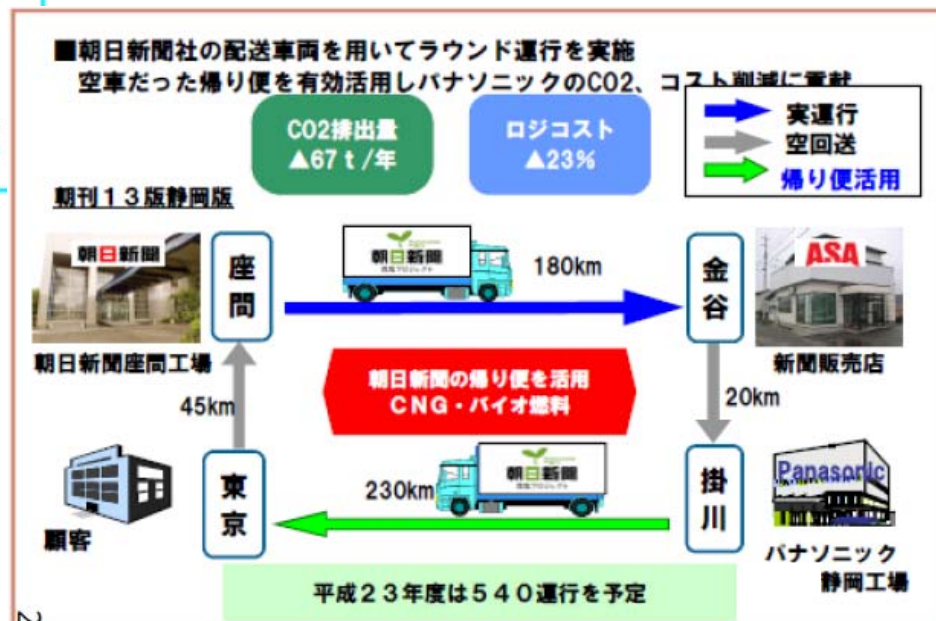 ■朝日新聞社の配送車両を用いてラウンド運行を実施
空車だった帰り便を有効活用しパナソニックのCO2、コスト削減に貢献
CO2排出量
▲67t/年
ロジコスト
▲23%
実運行
空回送
帰り便活用
朝刊13版静岡版
朝日新聞
座間
朝日新聞
180km
金谷
ASA
朝日新聞座間工場
新聞販売店
朝日新聞の帰り便を活用
CNG・バイオ燃料
45km
20km
顧客
東京
230km
朝日新聞
掛川
Panasonic
パナソニック
静岡工場
平成23年度は540運行を予定